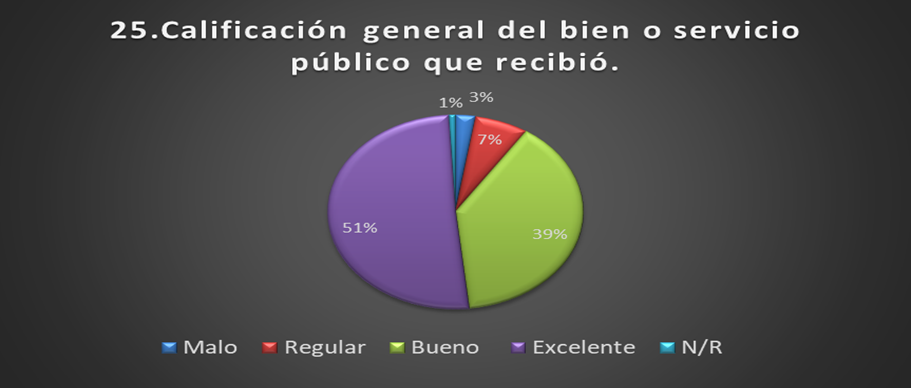 25.Calificación general del bien o servicio
público que recibió.
1% 3%
7%
51%
39%
Malo Regular Bueno Excelente N/R